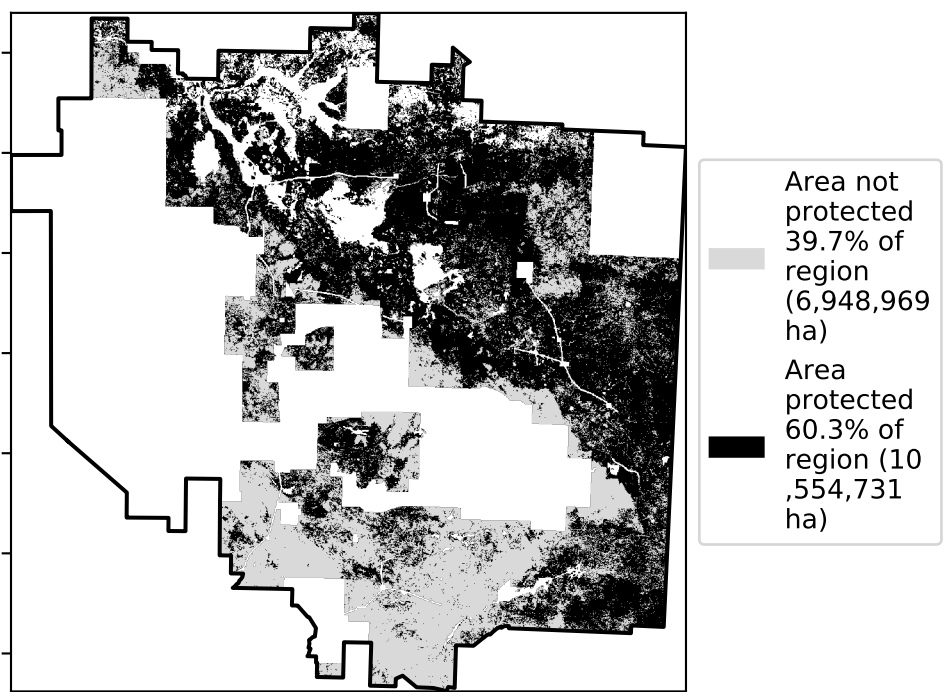 Area not
protected
39.7% of
region
(6,948,969
ha)
Area
protected
60.3% of
region (10
,554,731
ha)